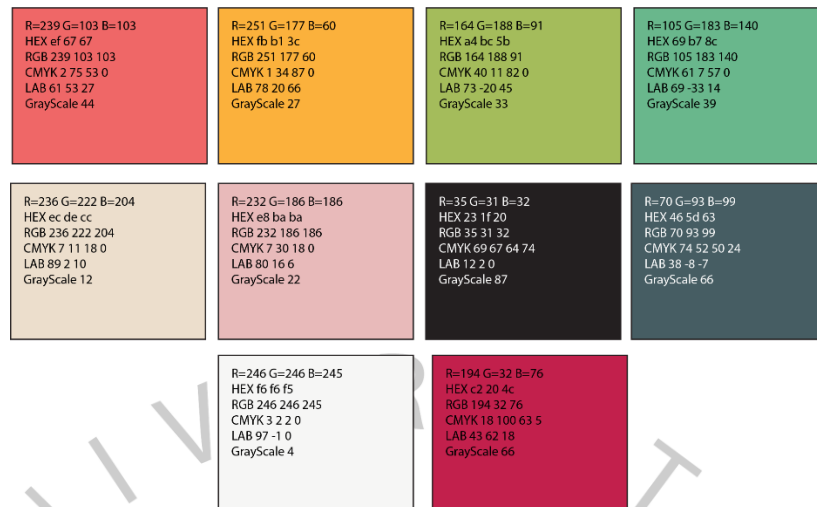 R=239 G=103 B=103
HEX ef 67 67
RGB 239 103 103
CMYK 2 75 53 0
LAB 61 53 27
GrayScale 44
R=251 G=177 B=60
HEX fb b1 3c
RGB 251 177 60
CMYK 1 34 87 0
LAB 78 20 66
GrayScale 27
R=164 G=188 B=91
HEX a4 bc 5b
RGB 164 188 91
CMYK 40 11 82 0
LAB 73 -20 45
GrayScale 33
R=105 G=183 B=140
HEX 69 b7 8c
RGB 105 183 140
CMYK 61 7 57 0
LAB 69 -33 14
GrayScale 39
R=236 G=222 B=204
HEX ec de cc
RGB 236 222 204
CMYK 7 11 18 0
LAB 89 2 10
GrayScale 12
R=232 G=186 B=186
HEX e8 ba ba
RGB 232 186 186
CMYK 7 30 18 0
LAB 80 16 6
GrayScale 22
R=35 G=31 B=32
HEX 23 1f 20
RGB 35 31 32
CMYK 69 67 64 74
LAB 12 2 0
GrayScale 87
R=70 G=93 B=99
HEX 46 5d 63
RGB 70 93 99
CMYK 74 52 50 24
LAB 38 -8 -7
GrayScale 66
R=246 G=246 B=245
HEX f6 f6 f5
RGB 246 246 245
CMYK 3 2 2 0
LAB 97 -1 0
GrayScale 4
R=194 G=32 B=76
HEX c2 20 4c
RGB 194 32 76
CMYK 18 100 63 5
LAB 43 62 18
GrayScale 66